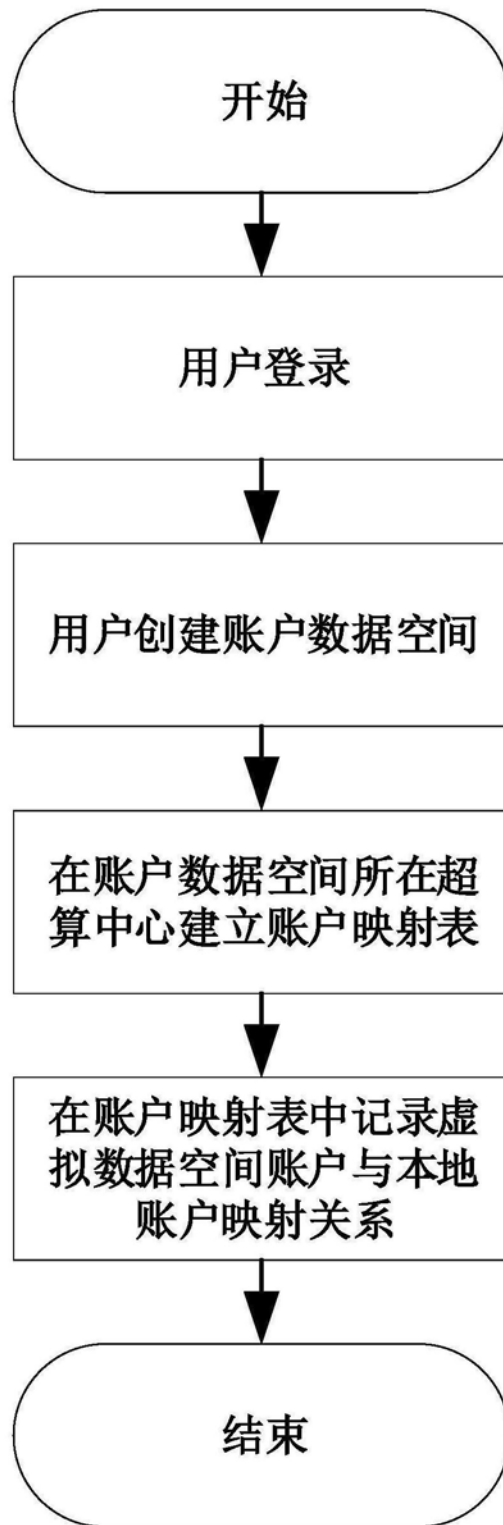 开始
用户登录
用户创建账户数据空间
在账户数据空间所在超
算中心建立账户映射表
在账户映射表中记录虚
拟数据空间账户与本地
账户映射关系
结束